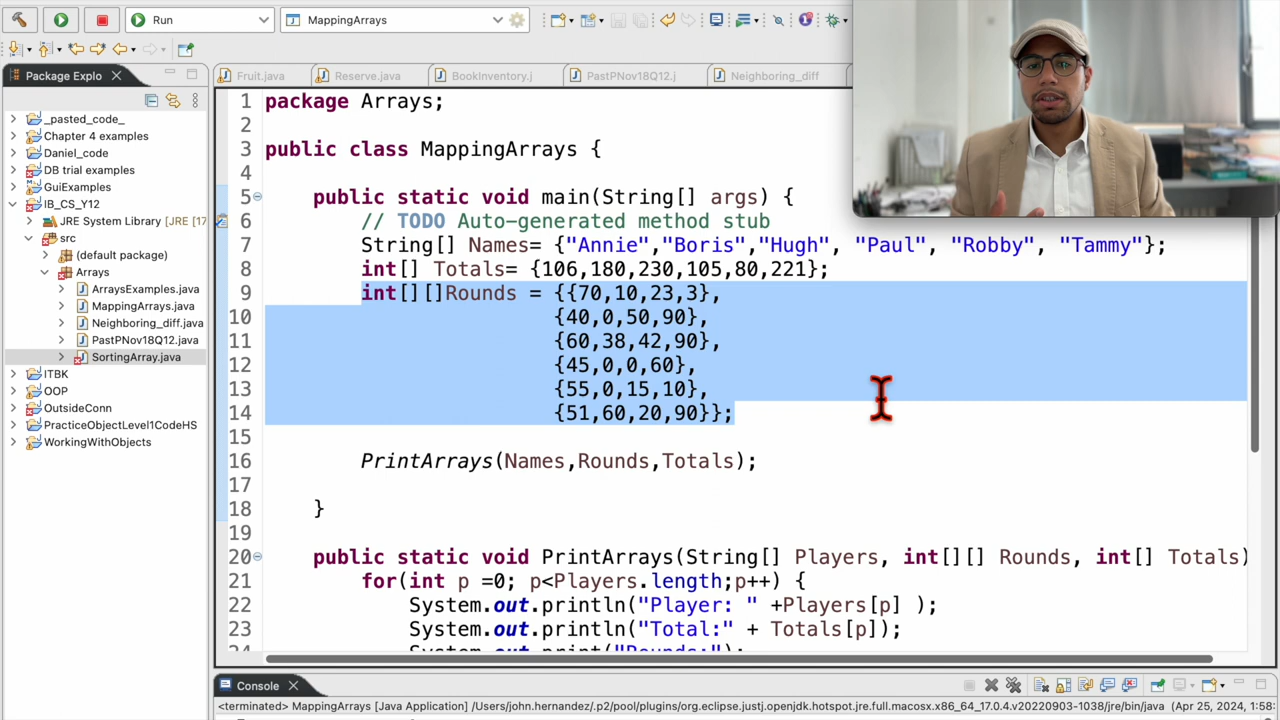 Run
MappingArrays
Package Explo
Fruit.java
Reserve.java
BookInventory.j
PastPNov18Q12.j
Neighboring_diff
_pasted_code_
Chapter 4 examples
Daniel_code
DB trial examples
GuiExamples
IB_CS_Y12
JRE System Library [JRE [17
src
(default package)
Arrays
ArraysExamples.java
MappingArrays.java
Neighboring_diff.java
PastPNov18Q12.java
SortingArray.java
ITBK
OOP
OutsideConn
PracticeObjectLevel1CodeHS
WorkingWithObjects
1 package Arrays;
2
3 public class MappingArrays {
4
5 public static void main(String[] args) {
6 // TODO Auto-generated method stub
7 String[] Names= {"Annie","Boris","Hugh", "Paul", "Robby", "Tammy"};
8 int[] Totals= {106,180,230,105,80,221};
9 int[][]Rounds = {{70,10,23,3},
10 {40,0,50,90},
11 {60,38,42,90},
12 {45,0,0,60},
13 {55,0,15,10},
14 {51,60,20,90}};
15
16 PrintArrays(Names,Rounds,Totals);
17
18 }
19
20 public static void PrintArrays(String[] Players, int[][] Rounds, int[] Totals)
21 for(int p =0; p<Players.length;p++) {
22 System.out.println("Player: " +Players[p] );
23 System.out.println("Total:" + Totals[p]);
24 System.out.print("Rounds:");
Console
<terminated> MappingArrays [Java Application] /Users/john.hernandez/.p2/pool/plugins/org.eclipse.justj.openjdk.hotspot.jre.full.macosx.x86_64_17.0.4.v20220903-1038/jre/bin/java (Apr 25, 2024, 1:58: